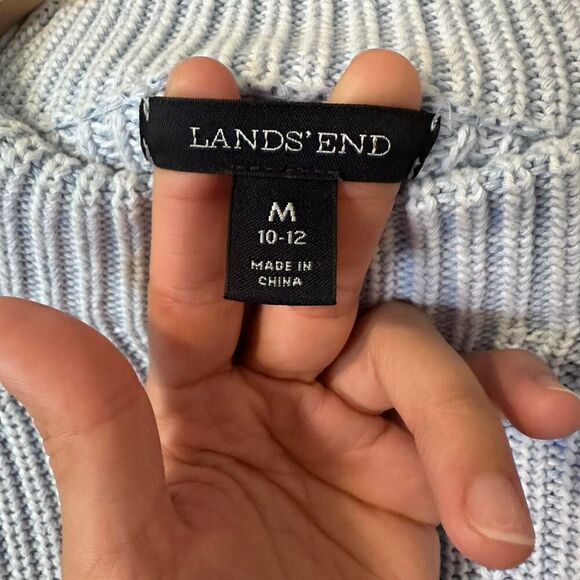 LANDS' END
M
10-12
MADE IN
CHINA